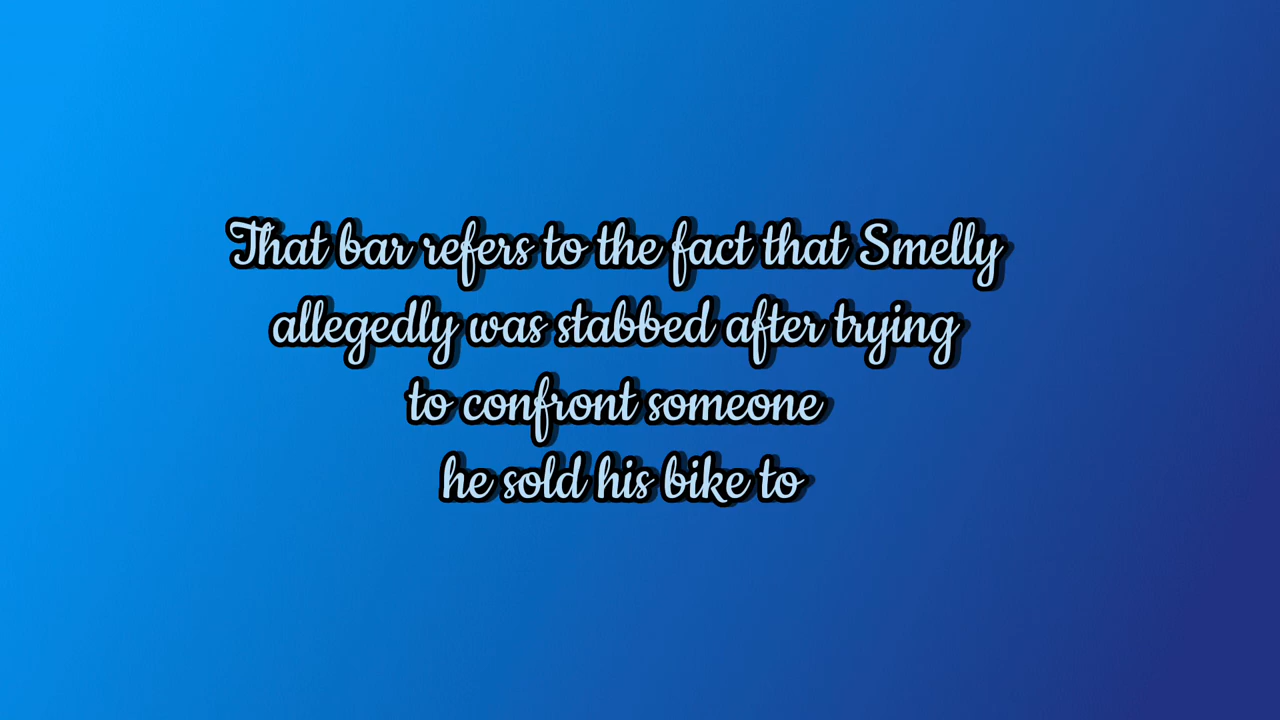 That bar refers to the fact that Smelly
allegedly was stabbed after trying
to confront someone
he sold his bike to